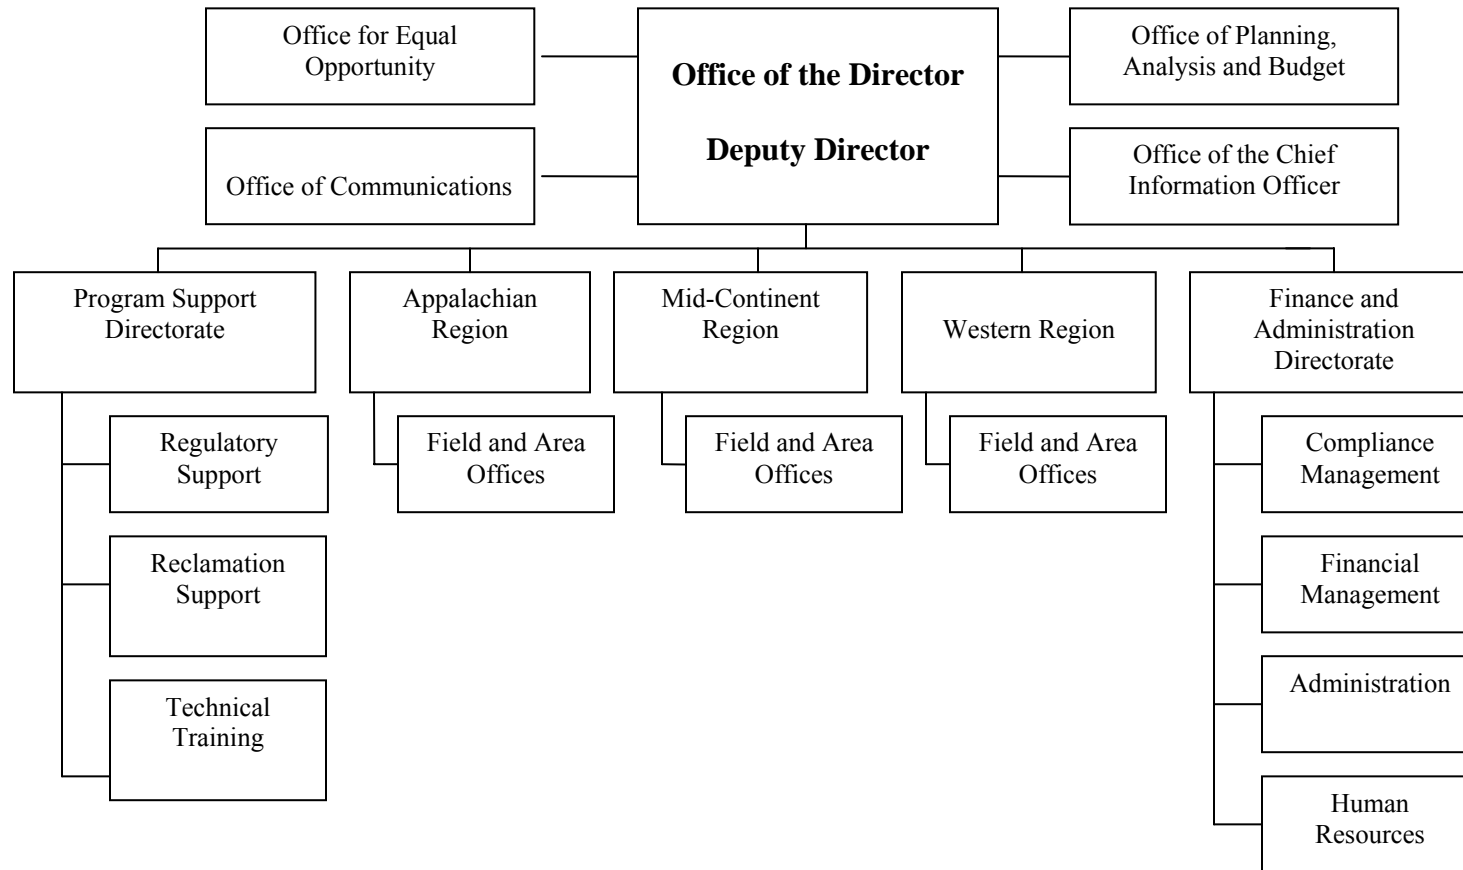 Office for Equal
Opportunity
Office of the Director
Deputy Director
Office of Planning,
Analysis and Budget
Office of Communications
Office of the Chief
Information Officer
Program Support
Directorate
Appalachian
Region
Mid-Continent
Region
Western Region
Finance and
Administration
Directorate
Regulatory
Support
Field and Area
Offices
Field and Area
Offices
Field and Area
Offices
Compliance
Management
Reclamation
Support
Financial
Management
Technical
Training
Administration
Human
Resources